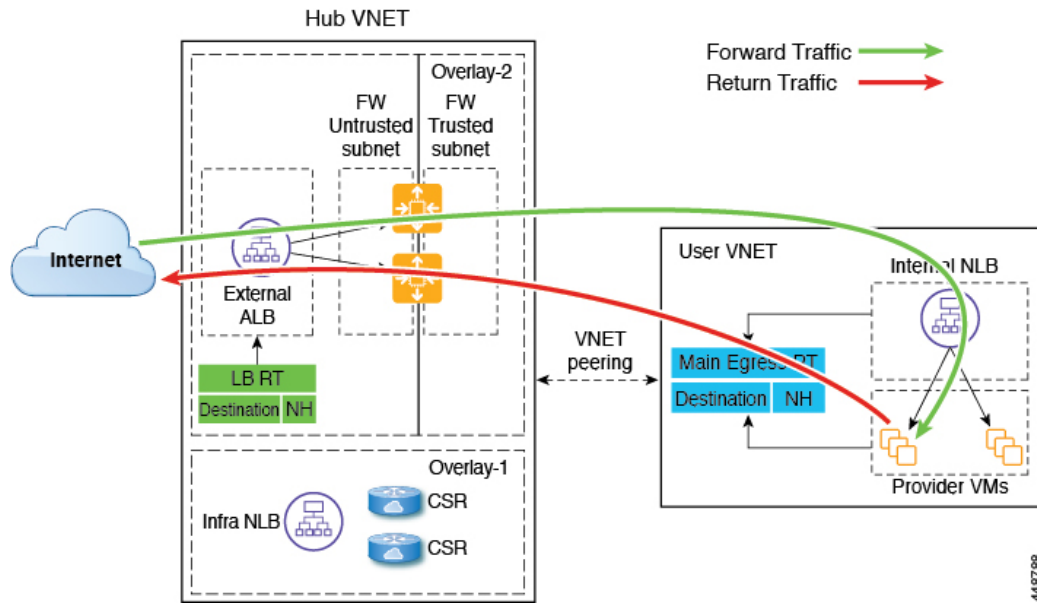 Hub VNET
Forward Traffic
Return Traffic
Overlay-2
FW
Untrusted
subnet
FW
Trusted
subnet
Internet
External
ALB
LB RT
Destination NH
Overlay-1
Infra NLB
CSR
CSR
VNET
peering
User VNET
Internal NLB
Main Egress RT
Destination NH
Provider VMs
448788